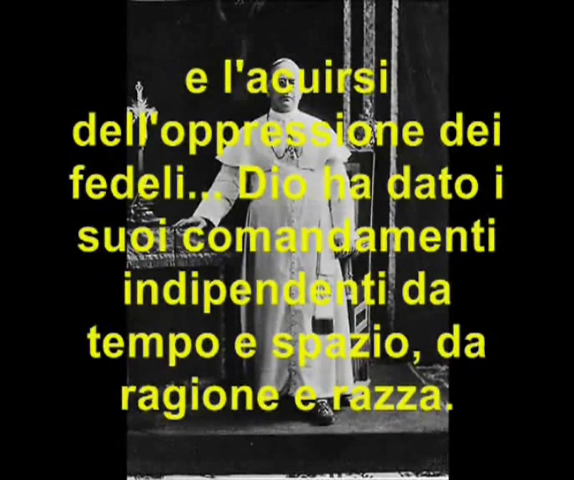 e l'acuirsi
dell'oppressione dei
fedeli... Dio ha dato i
suoi comandamenti
indipendenti da
tempo e spazio, da
ragione e razza.